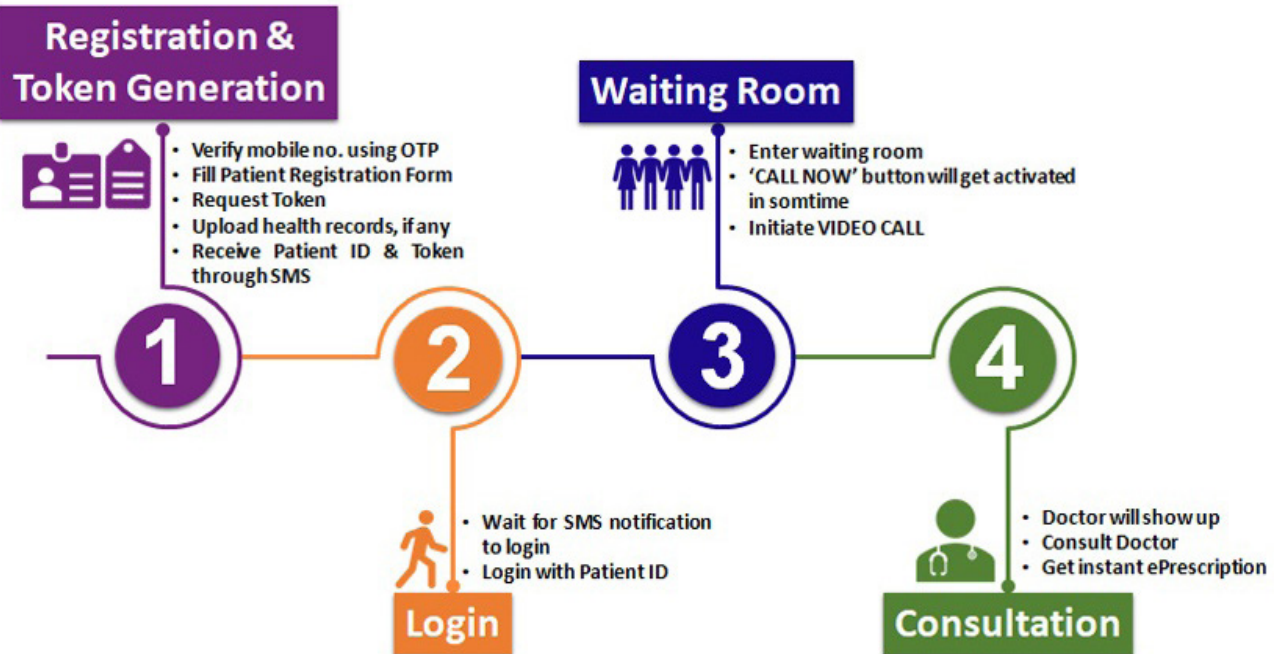 Registration &
Token Generation
• Verify mobile no. using OTP
• Fill Patient Registration Form
• Request Token
• Upload health records, if any
• Receive Patient ID & Token
through SMS
1
2
• Wait for SMS notification
to login
• Login with Patient ID
Login
Waiting Room
• Enter waiting room
• ‘CALL NOW’ button will get activated
in somtime
• Initiate VIDEO CALL
3
4
• Doctor will show up
• Consult Doctor
• Get instant ePrescription
Consultation